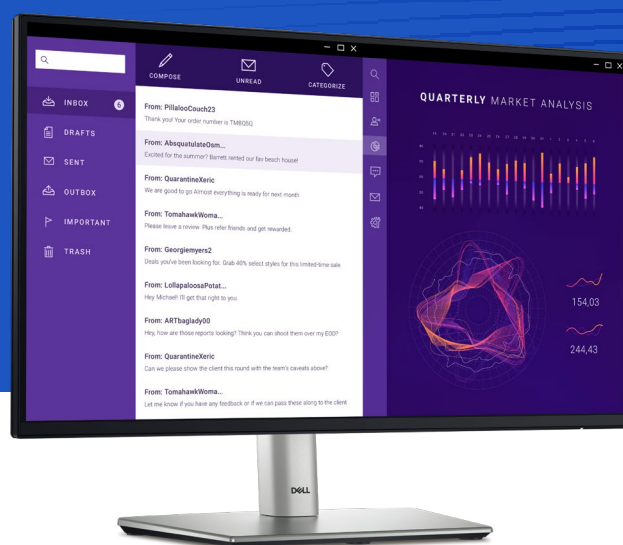 COMPOSE
UNREAD
CATEGORIZE
INBOX 6
DRAFTS
SENT
OUTBOX
IMPORTANT
TRASH
From: PillalooCouch23
Thank you! Your order number is TMBQ5Q
From: AbsquatulateOsm...
Excited for the summer? Barrett rented our fav beach house!
From: QuarantineXeric
We are good to go Almost everything is ready for next month
From: TomahawkWoma...
Please leave a review. Plus refer friends and get rewarded.
From: Georgiemyers2
Deals you've been looking for. Grab 40% select styles for this limited-time sale
From: LollapaloosaPotat...
Hey Michael! I'll get that right to you.
From: ARTbaglady00
Hey, how are those reports looking? Think you can shoot them over my EOD?
From: QuarantineXeric
Can we please show the client this round with the team's caveats above?
From: TomahawkWoma...
Let me know if you have any feedback or if we can pass these along to the client
QUARTERLY MARKET ANALYSIS
154,03
244,43
DELL